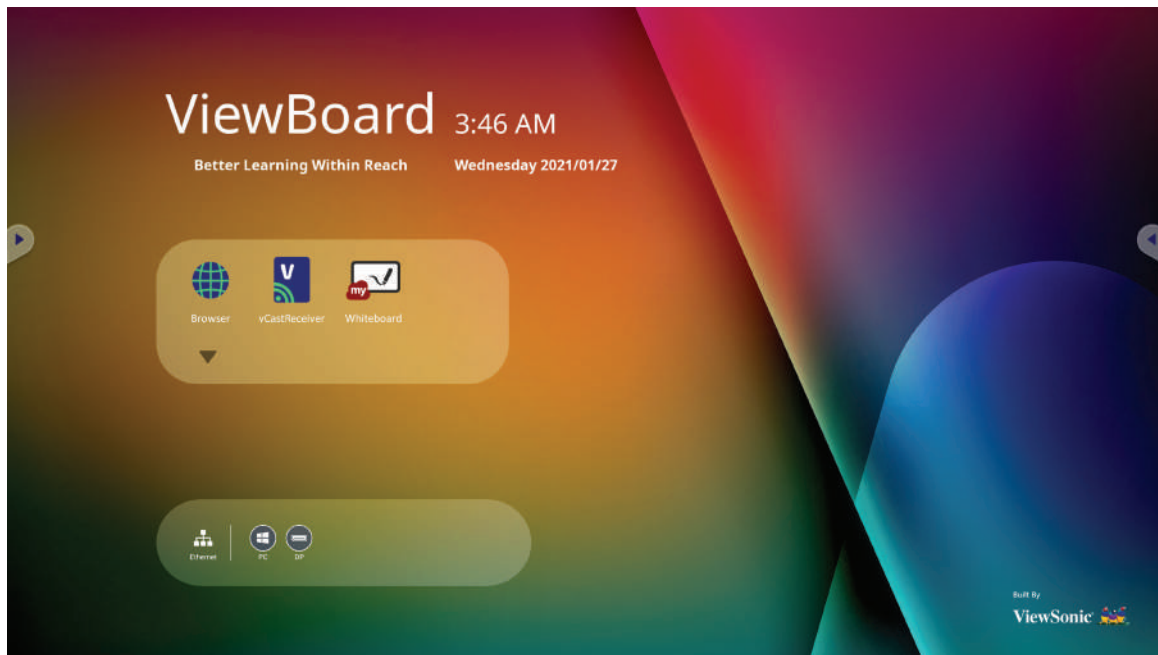 ViewBoard 3:46 AM
Better Learning Within Reach Wednesday 2021/01/27
V
my
Browser vCastReceiver Whiteboard
Ethernet PC DP
Built By
ViewSonic